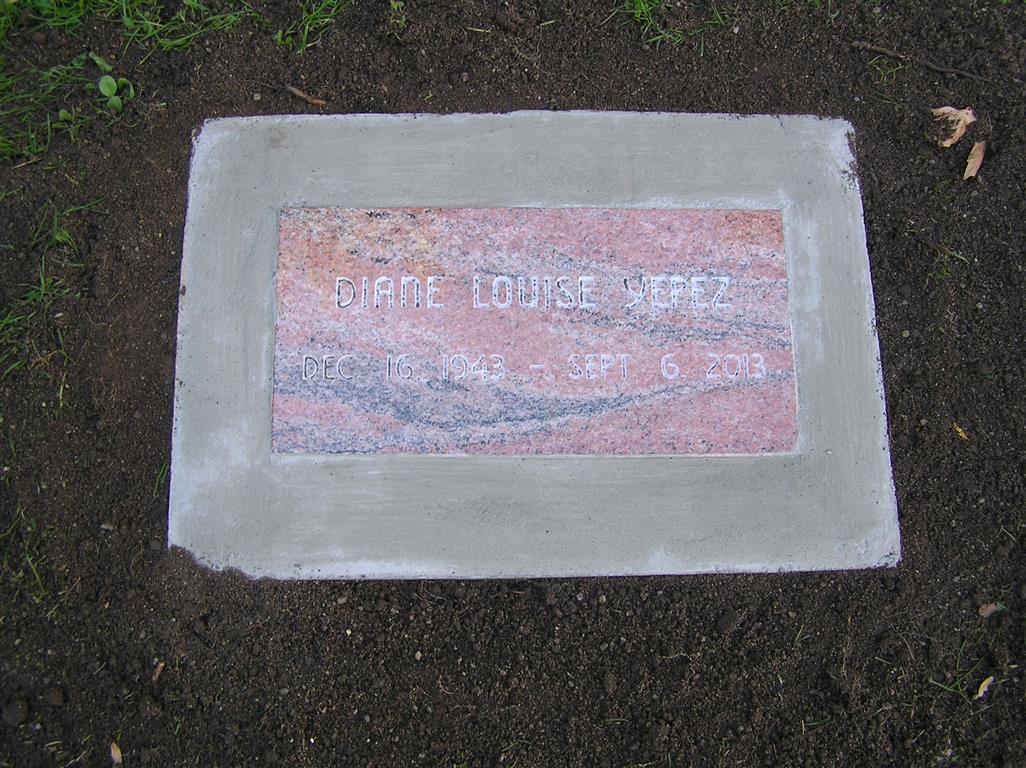 DIANE LOUISE YEPEZ
DEC 16, 1943 - SEPT 6, 2013